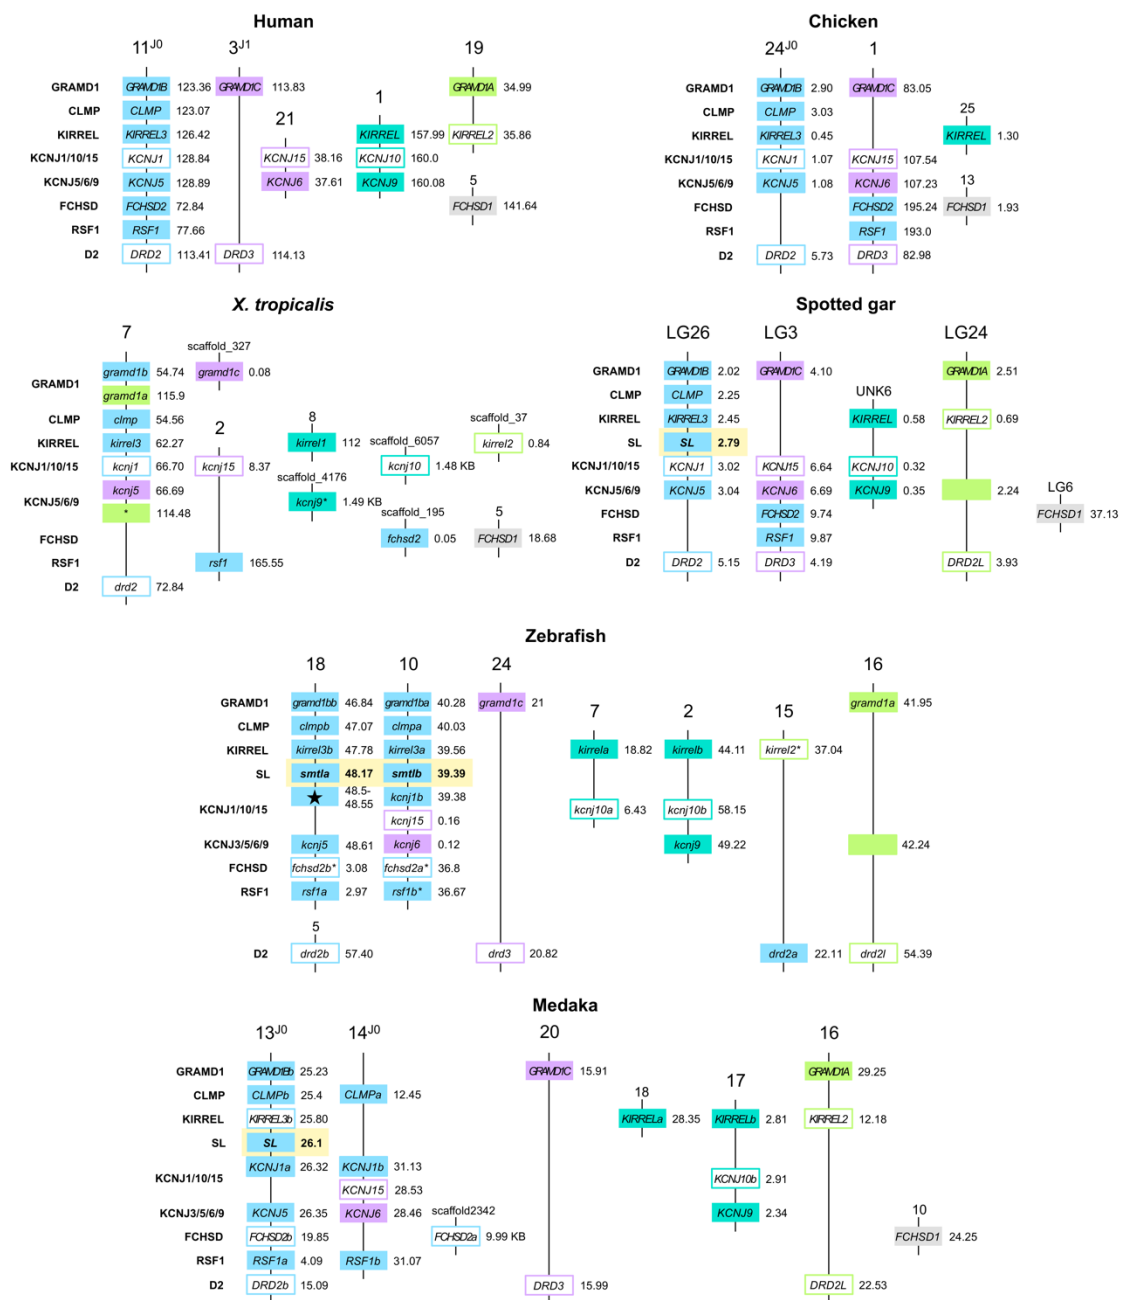 Human
11J0 3J1 19
GRAMD1 GRAMD1B 123.36 GRAMD1C 113.83 GRAMD1A 34.99
CLMP CLMP 123.07
21 1
KIRREL KIRREL3 126.42 KIRREL 157.99 KIRREL2 35.86
KCNJ1/10/15 KCNJ1 128.84 KCNJ15 38.16 KCNJ10 160.0
KCNJ5/6/9 KCNJ5 128.89 KCNJ6 37.61 KCNJ9 160.08
5
FCHSD FCHSD2 72.84 FCHSD1 141.64
RSF1 RSF1 77.66
D2 DRD2 113.41 DRD3 114.13
Chicken
24J0 1
GRAMD1 GRAMD1B 2.90 GRAMD1C 83.05
CLMP CLMP 3.03
25
KIRREL KIRREL3 0.45 KIRREL 1.30
KCNJ1/10/15 KCNJ1 1.07 KCNJ15 107.54
KCNJ5/6/9 KCNJ5 1.08 KCNJ6 107.23
13
FCHSD FCHSD2 195.24 FCHSD1 1.93
RSF1 RSF1 193.0
D2 DRD2 5.73 DRD3 82.98
X. tropicalis
7 scaffold_327
gramd1b 54.74 gramd1c 0.08
GRAMD1
gramd1a 115.9
CLMP clmp 54.56
2 8 scaffold_37
KIRREL kirrel3 62.27 kirrel1 112 kirrel2 0.84
scaffold_6057
KCNJ1/10/15 kcnj1 66.70 kcnj15 8.37 kcnj10 1.48 KB
scaffold_4176
kcnj5 66.69 kcnj9* 1.49 KB
KCNJ5/6/9
* 114.48
scaffold_195 5
FCHSD fchsd2 0.05 FCHSD1 18.68
RSF1 rsf1 165.55
D2 drd2 72.84
Spotted gar
LG26 LG3 LG24
GRAMD1 GRAMD1B 2.02 GRAMD1C 4.10 GRAMD1A 2.51
CLMP CLMP 2.25
UNK6
KIRREL KIRREL3 2.45 KIRREL 0.58 KIRREL2 0.69
SL SL 2.79
KCNJ1/10/15 KCNJ1 3.02 KCNJ15 6.64 KCNJ10 0.32
KCNJ5/6/9 KCNJ5 3.04 KCNJ6 6.69 KCNJ9 0.35 2.24
LG6
FCHSD FCHSD2 9.74 FCHSD1 37.13
RSF1 RSF1 9.87
D2 DRD2 5.15 DRD3 4.19 DRD2L 3.93
Zebrafish
18 10 24 16
GRAMD1 gramd1bb 46.84 gramd1ba 40.28 gramd1c 21 gramd1a 41.95
CLMP clmpb 47.07 clmpa 40.03
7 2 15
KIRREL kirrel3b 47.78 kirrel3a 39.56 kirrela 18.82 kirrelb 44.11 kirrel2* 37.04
SL smtla 48.17 smtlb 39.39
★ 48.5-48.55 kcnj1b 39.38
KCNJ1/10/15 kcnj10a 6.43 kcnj10b 58.15
kcnj15 0.16
KCNJ3/5/6/9 kcnj5 48.61 kcnj6 0.12 kcnj9 49.22 42.24
FCHSD fchsd2b* 3.08 fchsd2a* 36.8
RSF1 rsf1a 2.97 rsf1b* 36.67
5
D2 drd2b 57.40 drd3 20.82 drd2a 22.11 drd2l 54.39
Medaka
13J0 14J0 20 16
GRAMD1 GRAMD1Bb 25.23 GRAMD1C 15.91 GRAMD1A 29.25
CLMP CLMPb 25.4 CLMPa 12.45
18 17
KIRREL KIRREL3b 25.80 KIRRELa 28.35 KIRRELb 2.81 KIRREL2 12.18
SL SL 26.1
KCNJ1a 26.32 KCNJ1b 31.13
KCNJ1/10/15 KCNJ10b 2.91
KCNJ15 28.53
KCNJ3/5/6/9 KCNJ5 26.35 KCNJ6 28.46 KCNJ9 2.34
scaffold2342 10
FCHSD FCHSD2b 19.85 FCHSD2a 9.99 KB FCHSD1 24.25
RSF1 RSF1a 4.09 RSF1b 31.07
D2 DRD2b 15.09 DRD3 15.99 DRD2L 22.53